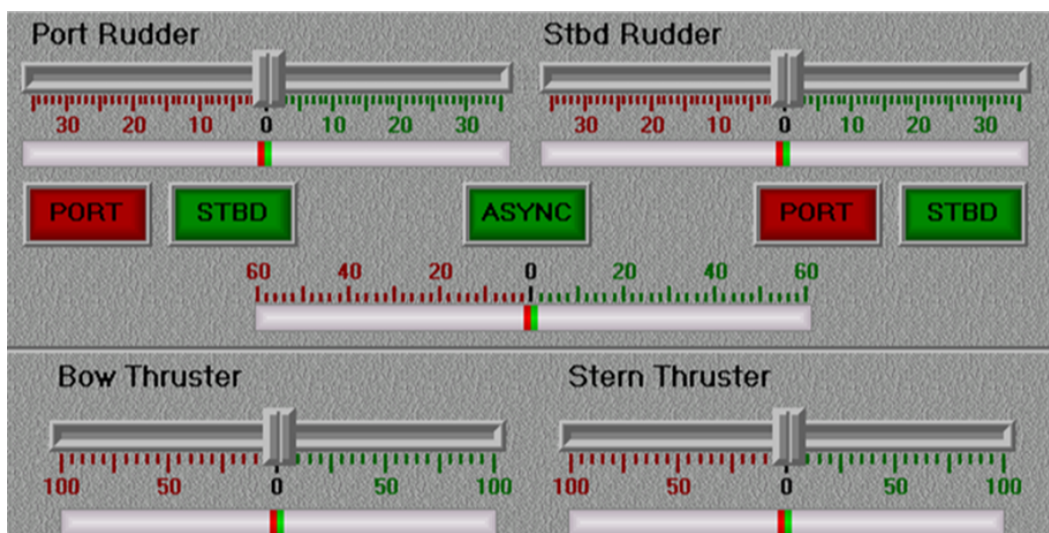 Port Rudder Stbd Rudder
30 20 10 0 10 20 30 30 20 10 0 10 20 30
PORT STBD ASYNC PORT STBD
60 40 20 0 20 40 60
Bow Thruster Stern Thruster
100 50 0 50 100 100 50 0 50 100